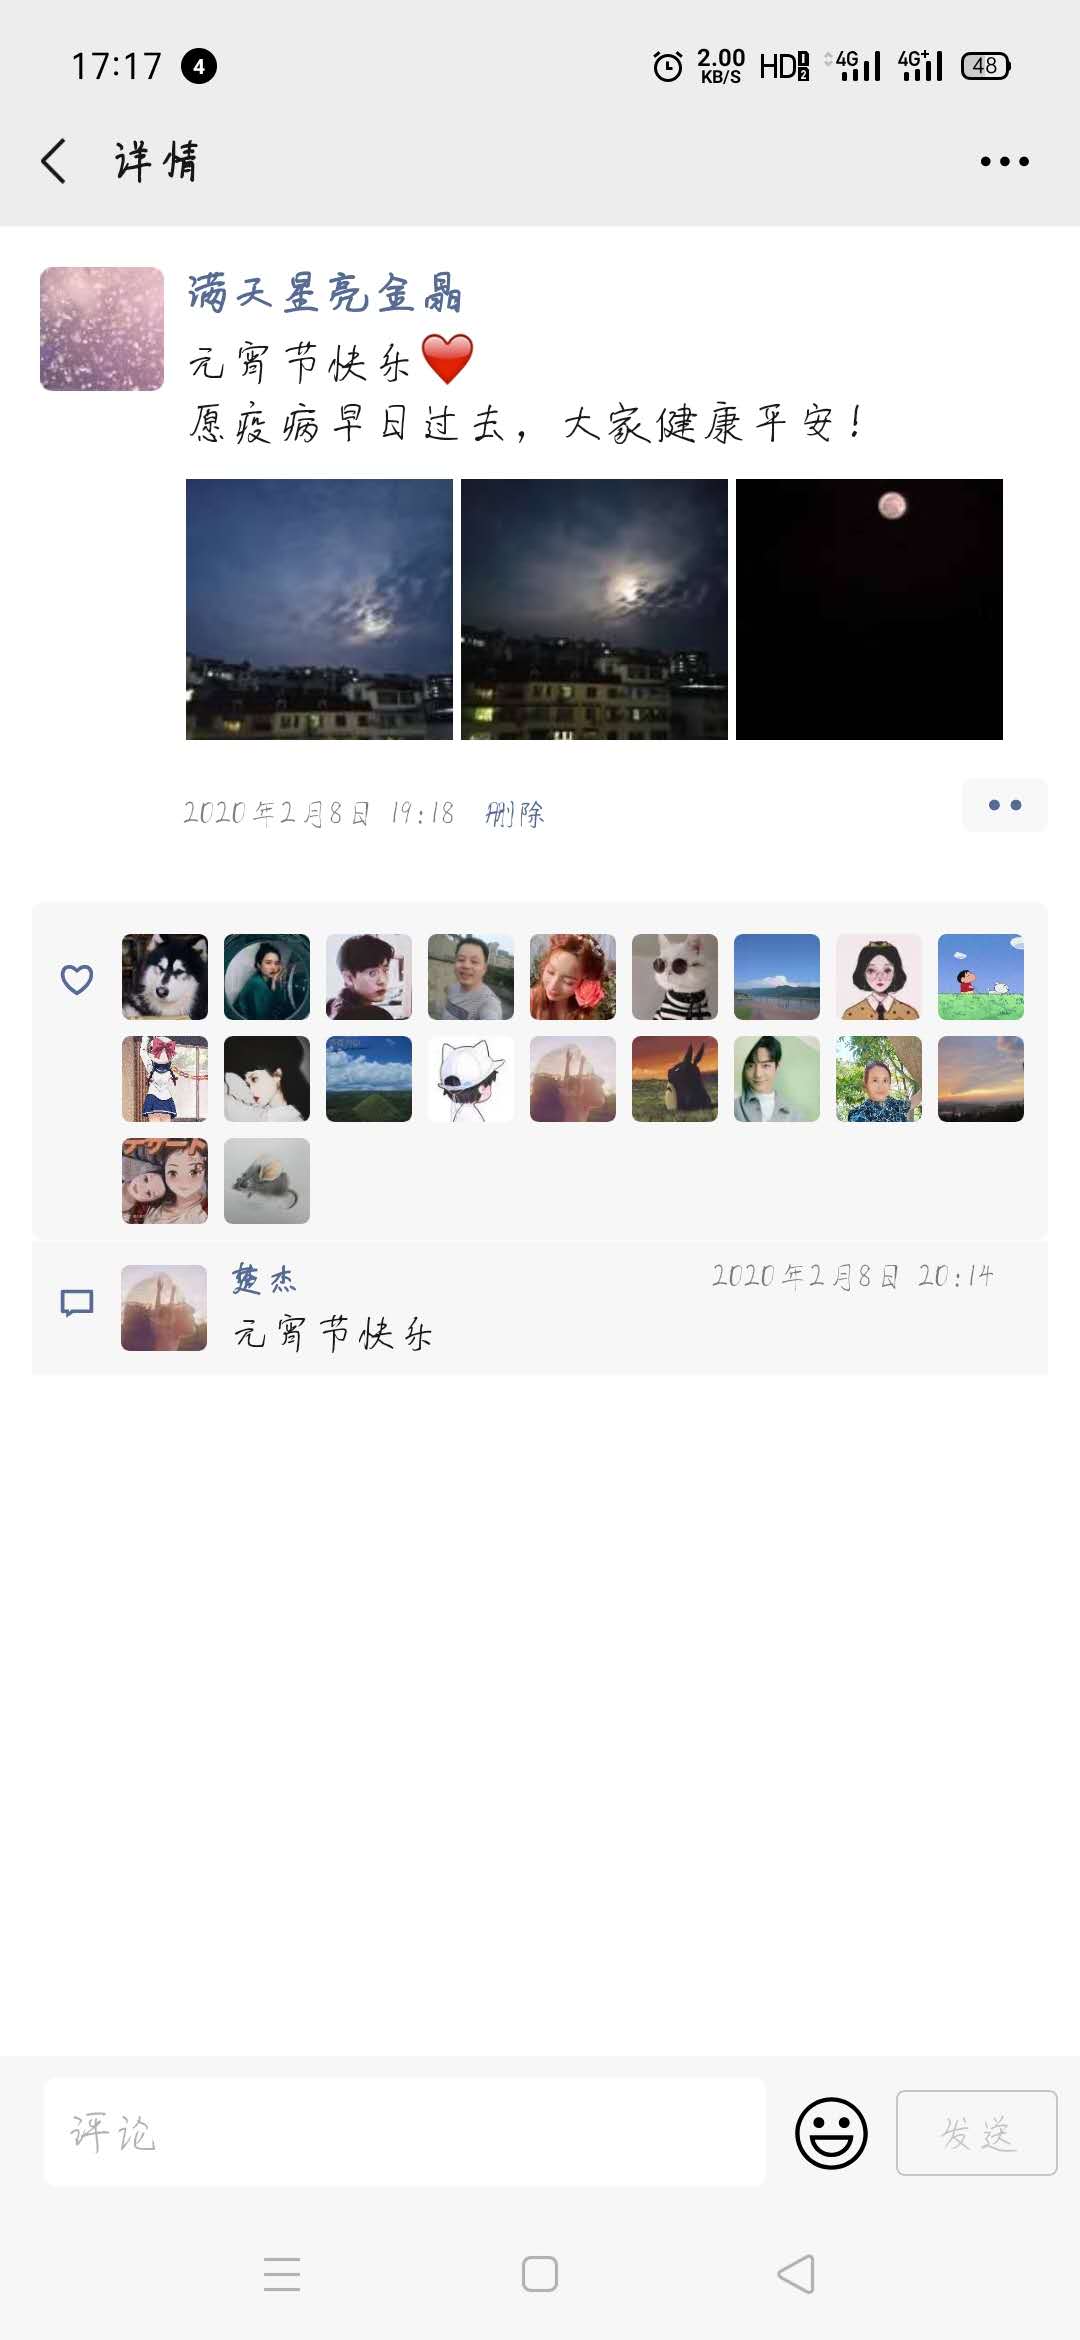 17:17 4 2.00 KB/S HD 1 2 4G 4G+ 48
详情
满天星亮金晶
元宵节快乐❤️
愿疫病早日过去，大家健康平安！
2020年2月8日 19:18 删除
楚杰 2020年2月8日 20:14
元宵节快乐
评论 发送